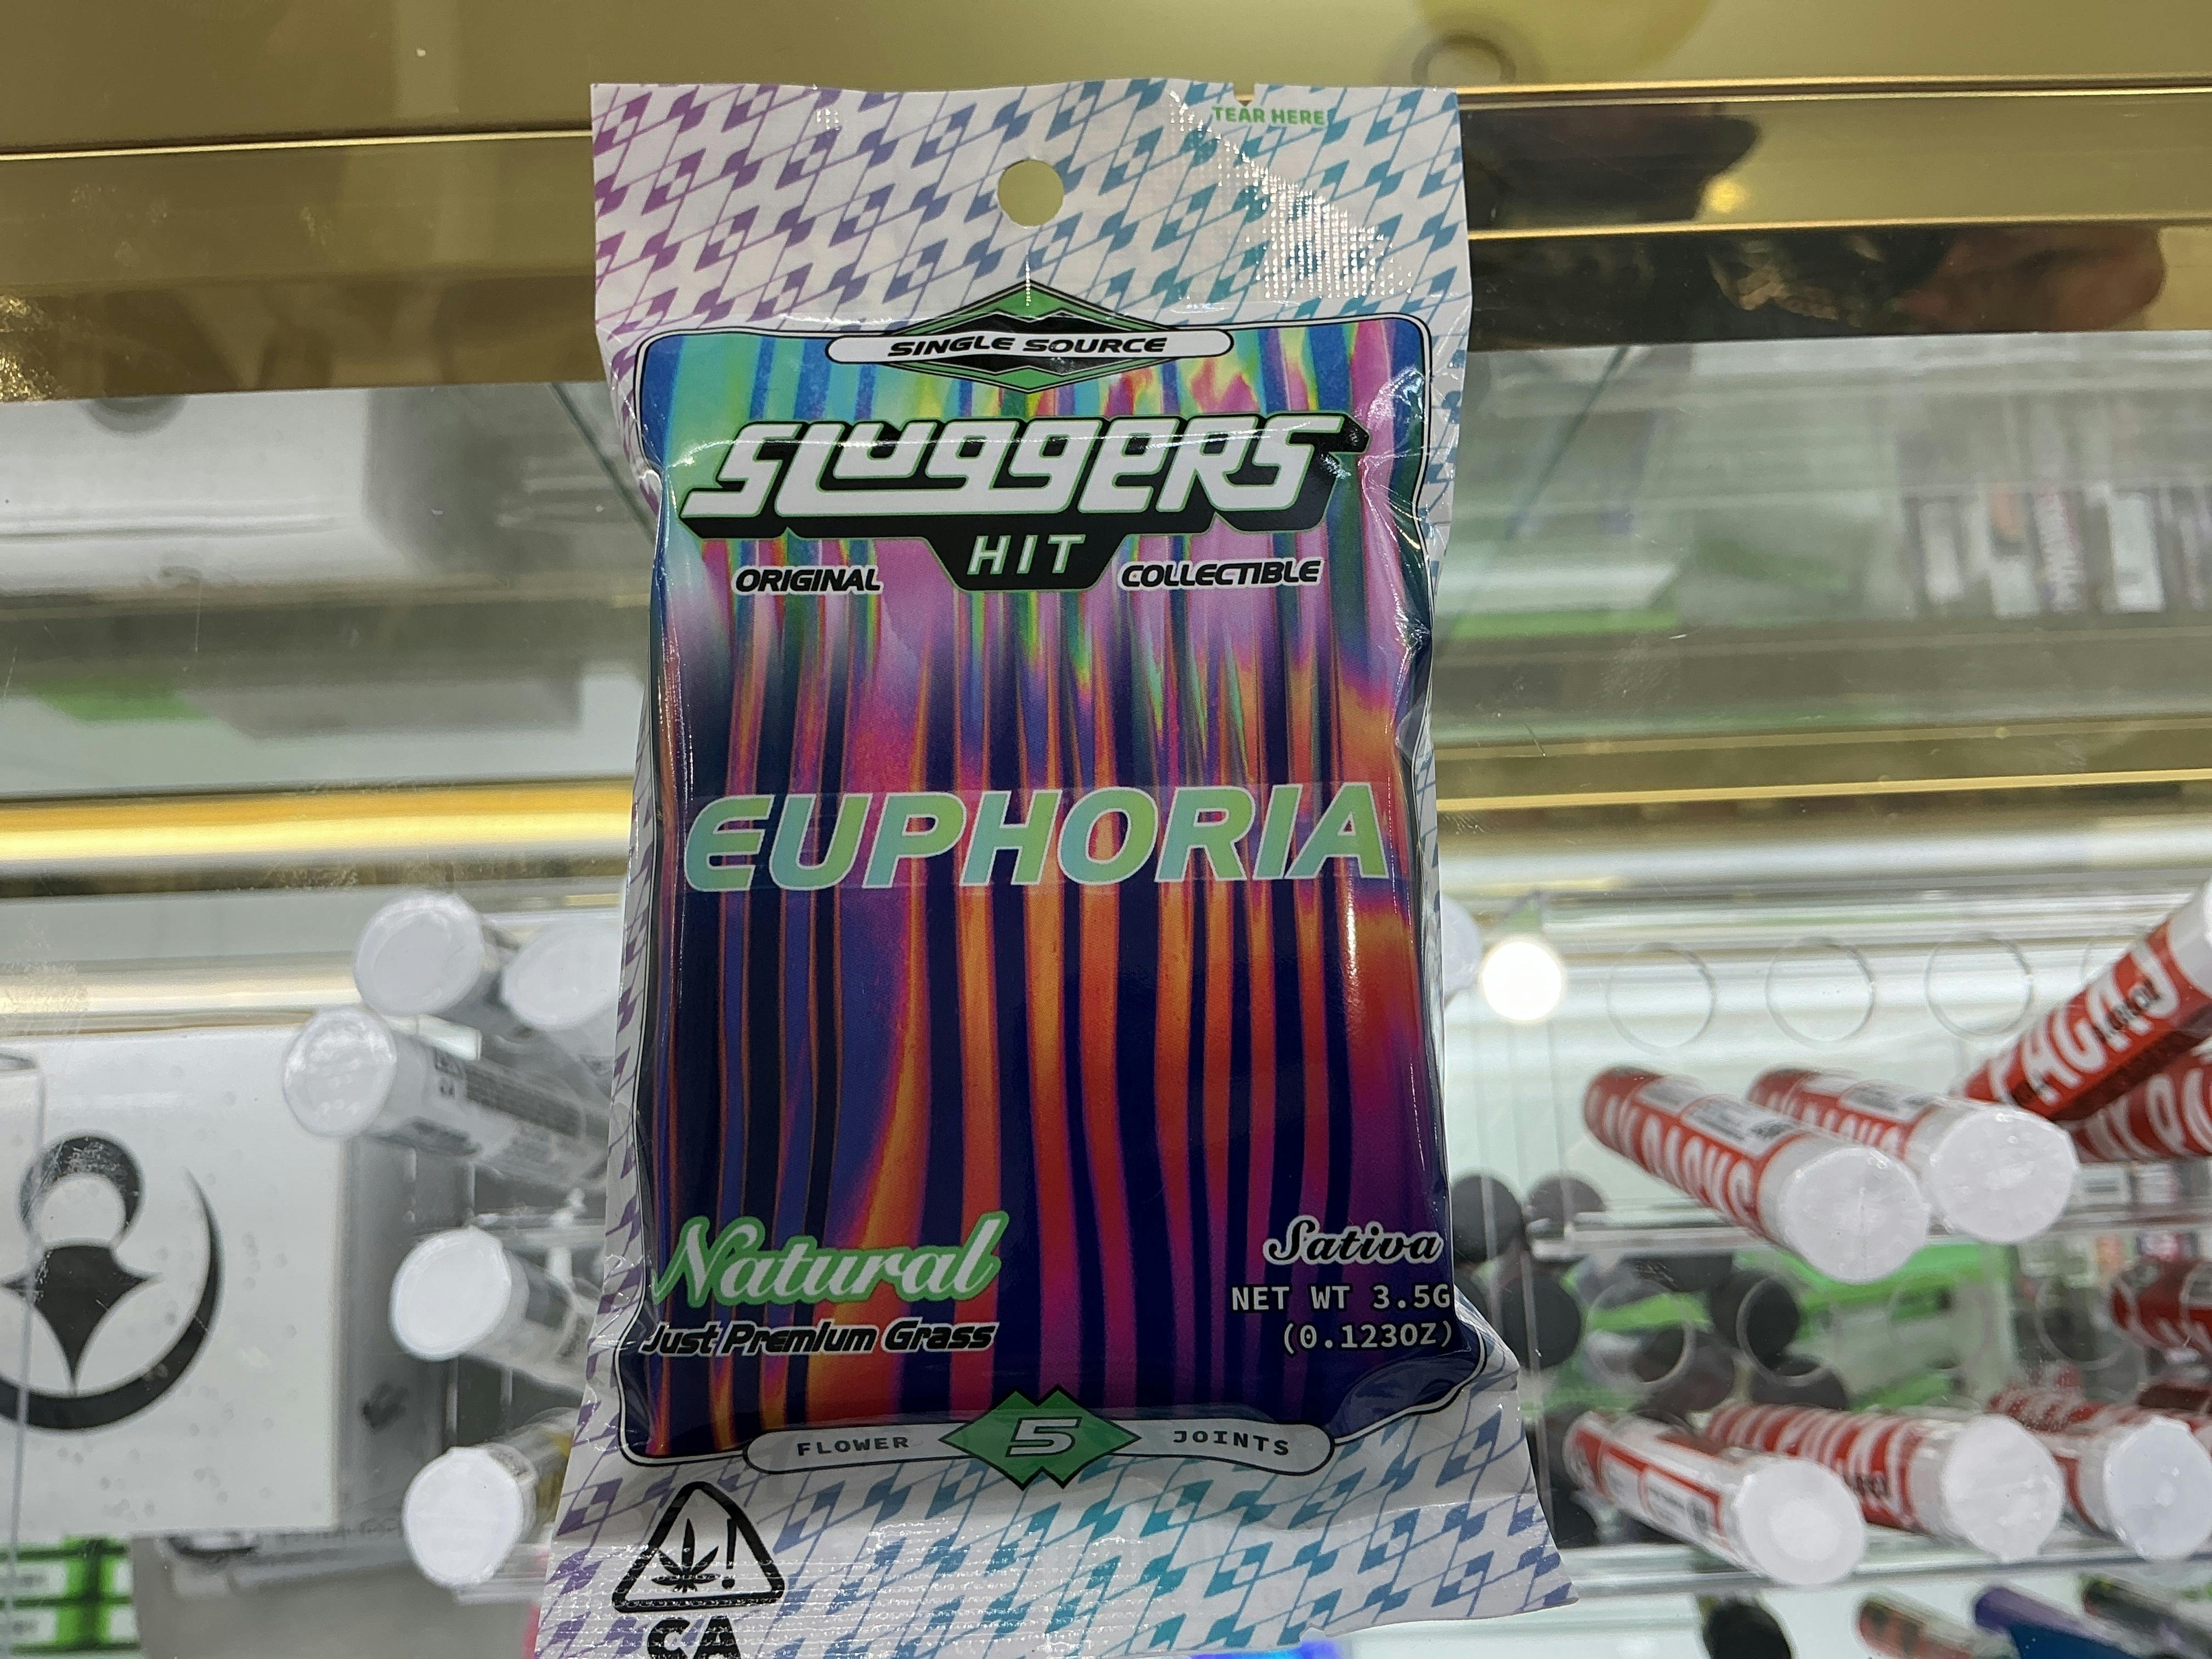 TEAR HERE
SINGLE SOURCE
SLUGGERS
HIT
ORIGINAL
COLLECTIBLE
EUPHORIA
Natural
Just Premium Grass
Sativa
NET WT 3.5G
(0.123OZ)
FLOWER 5 JOINTS
CA
PACKS